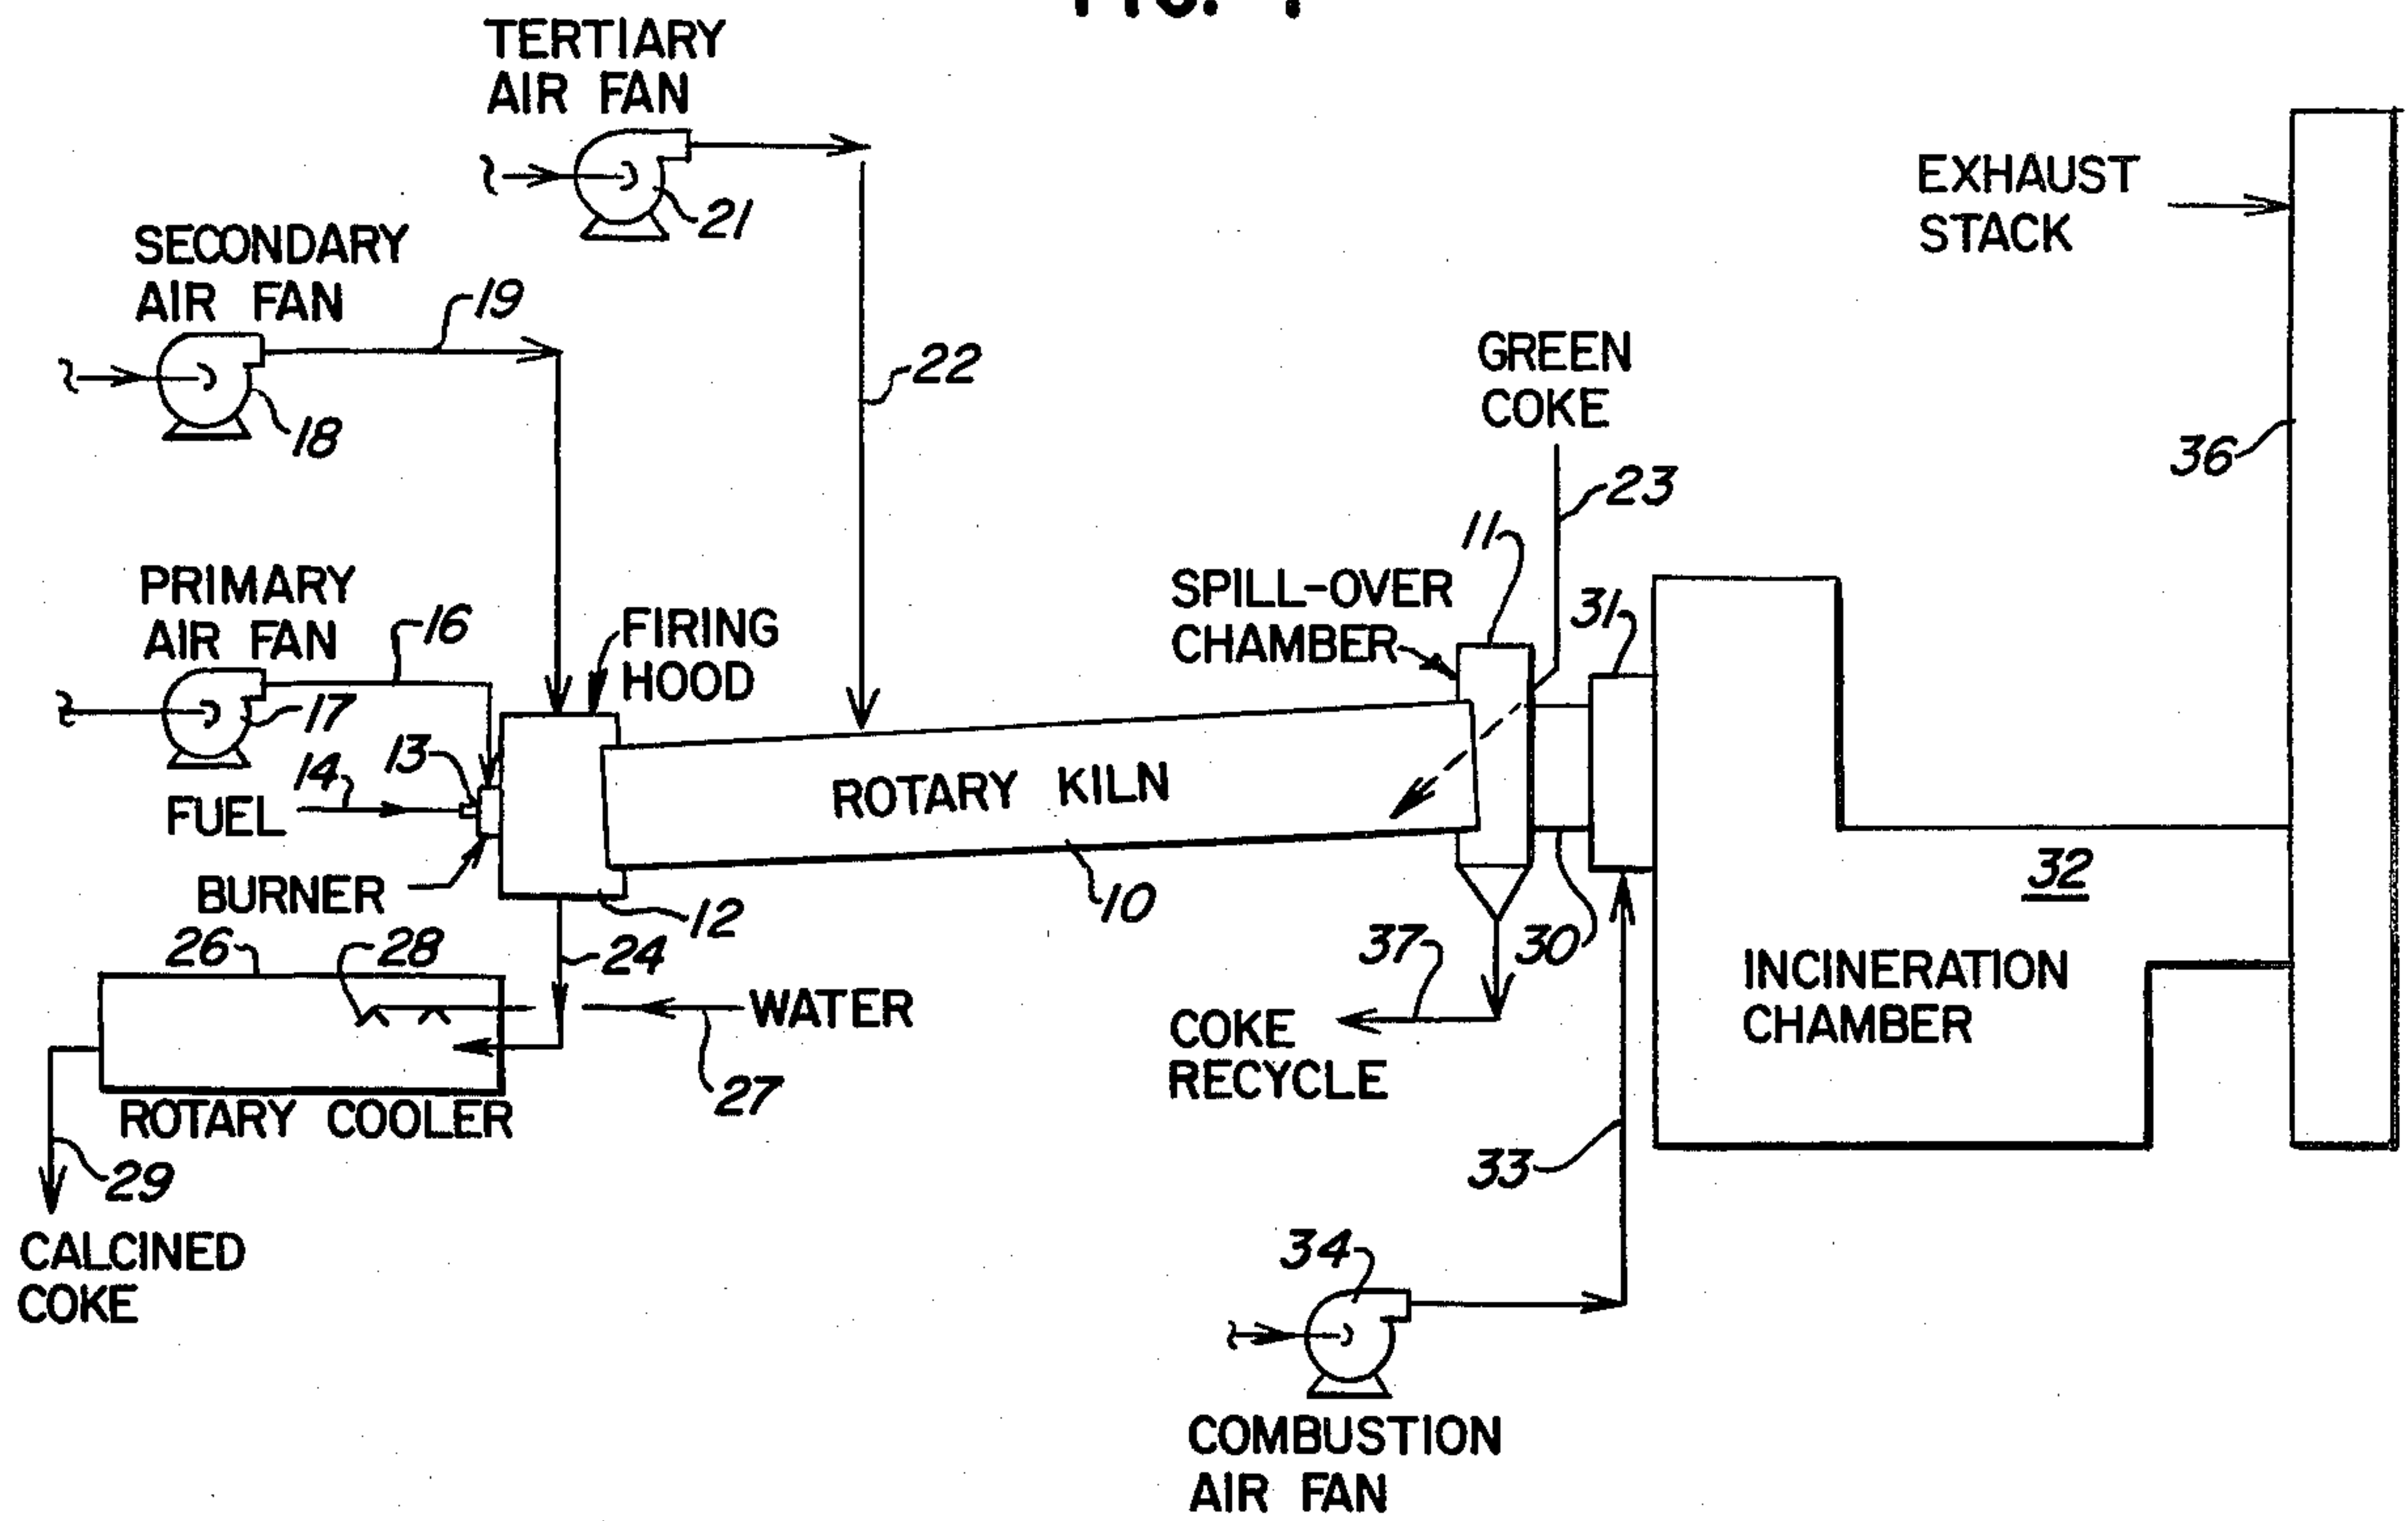 FIG. 1
TERTIARY
AIR FAN
21
SECONDARY
AIR FAN
19
18
22
EXHAUST
STACK
36
GREEN
COKE
23
11
SPILL-OVER
CHAMBER
31
PRIMARY
AIR FAN
16
17
FIRING
HOOD
13
14
FUEL
BURNER
ROTARY KILN
10
12
32
INCINERATION
CHAMBER
26
28
24
WATER
27
ROTARY COOLER
29
CALCINED
COKE
37
30
COKE
RECYCLE
33
34
COMBUSTION
AIR FAN